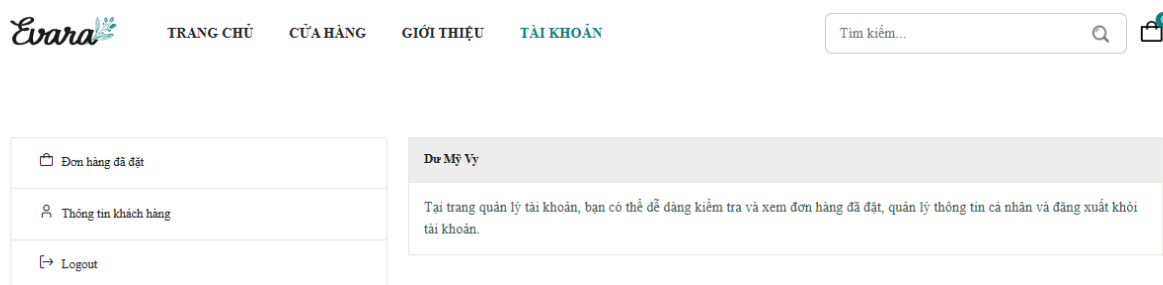 Evara
TRANG CHỦ CỬA HÀNG GIỚI THIỆU TÀI KHOẢN
Tìm kiếm...
Đơn hàng đã đặt
Thông tin khách hàng
Logout
Dư Mỹ Vy
Tại trang quản lý tài khoản, bạn có thể dễ dàng kiểm tra và xem đơn hàng đã đặt, quản lý thông tin cá nhân và đăng xuất khỏi
tài khoản.